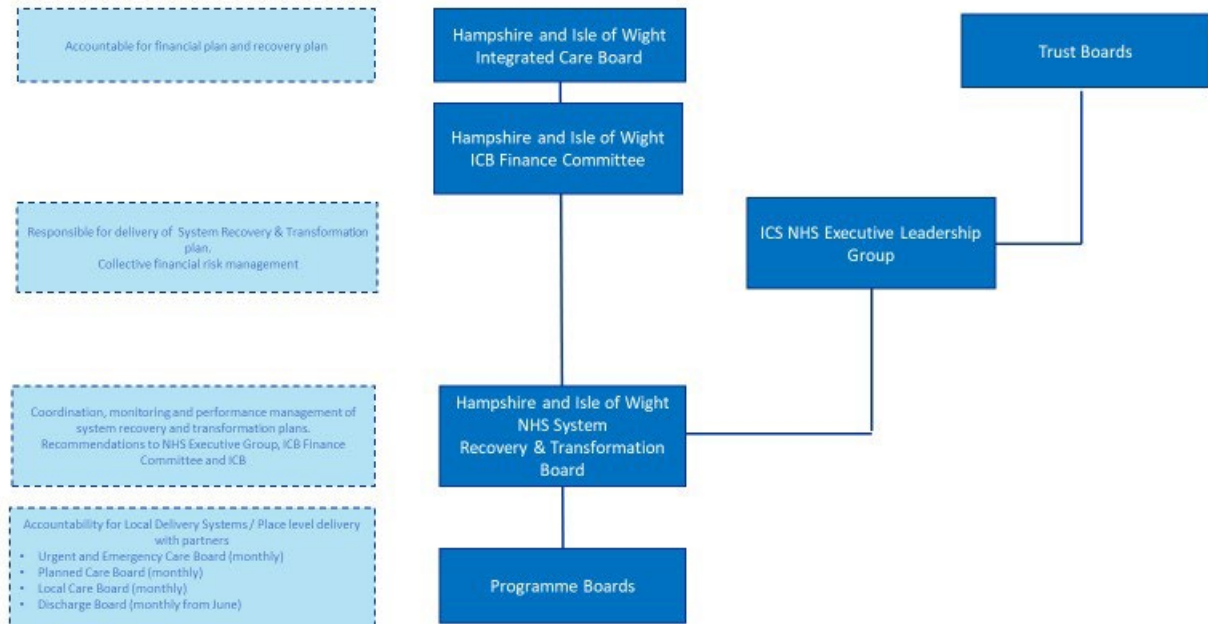 Accountable for financial plan and recovery plan
Hampshire and Isle of Wight
Integrated Care Board
Trust Boards
Hampshire and Isle of Wight
ICB Finance Committee
Responsible for delivery of System Recovery & Transformation
plan.
Collective financial risk management
ICS NHS Executive Leadership
Group
Coordination, monitoring and performance management of
system recovery and transformation plans.
Recommendations to NHS Executive Group, ICB Finance
Committee and ICB
Hampshire and Isle of Wight
NHS System
Recovery & Transformation
Board
Accountability for Local Delivery Systems / Place level delivery
with partners
• Urgent and Emergency Care Board (monthly)
• Planned Care Board (monthly)
• Local Care Board (monthly)
• Discharge Board (monthly from June)
Programme Boards